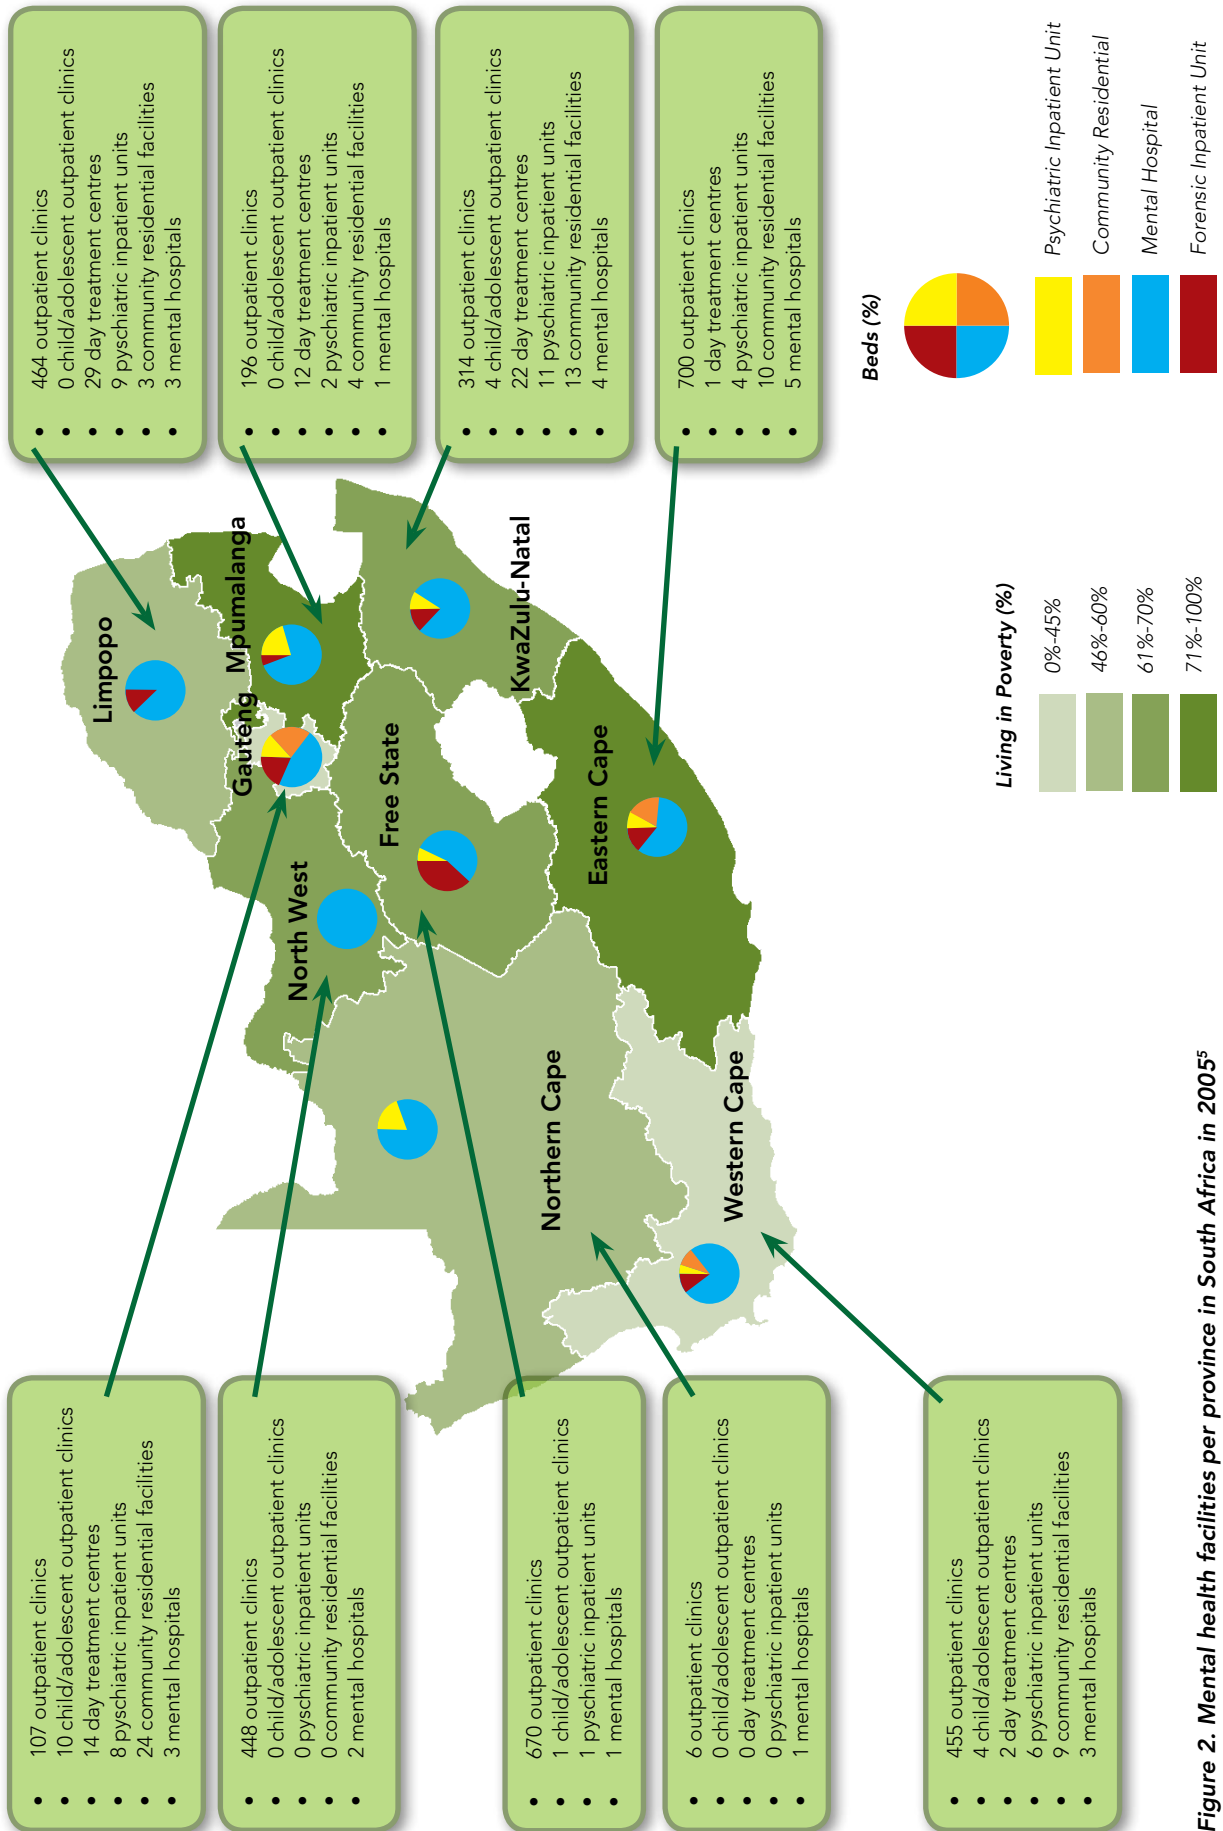 • 107 outpatient clinics
• 10 child/adolescent outpatient clinics
• 14 day treatment centres
• 8 pyschiatric inpatient units
• 24 community residential facilities
• 3 mental hospitals
• 448 outpatient clinics
• 0 child/adolescent outpatient clinics
• 0 pyschiatric inpatient units
• 0 community residential facilities
• 2 mental hospitals
• 670 outpatient clinics
• 1 child/adolescent outpatient clinics
• 1 pyschiatric inpatient units
• 1 mental hospitals
• 6 outpatient clinics
• 0 child/adolescent outpatient clinics
• 0 day treatment centres
• 0 pyschiatric inpatient units
• 1 mental hospitals
• 455 outpatient clinics
• 4 child/adolescent outpatient clinics
• 2 day treatment centres
• 6 pyschiatric inpatient units
• 9 community residential facilities
• 3 mental hospitals
Limpopo
Mpumalanga
Gauteng
North West
Free State
KwaZulu-Natal
Northern Cape
Eastern Cape
Western Cape
• 464 outpatient clinics
• 0 child/adolescent outpatient clinics
• 29 day treatment centres
• 9 pyschiatric inpatient units
• 3 community residential facilities
• 3 mental hospitals
• 196 outpatient clinics
• 0 child/adolescent outpatient clinics
• 12 day treatment centres
• 2 pyschiatric inpatient units
• 4 community residential facilities
• 1 mental hospitals
• 314 outpatient clinics
• 4 child/adolescent outpatient clinics
• 22 day treatment centres
• 11 pyschiatric inpatient units
• 13 community residential facilities
• 4 mental hospitals
• 700 outpatient clinics
• 1 day treatment centres
• 4 pyschiatric inpatient units
• 10 community residential facilities
• 5 mental hospitals
Living in Poverty (%)
0%-45%
46%-60%
61%-70%
71%-100%
Beds (%)
Psychiatric Inpatient Unit
Community Residential
Mental Hospital
Forensic Inpatient Unit
Figure 2. Mental health facilities per province in South Africa in 2005⁵